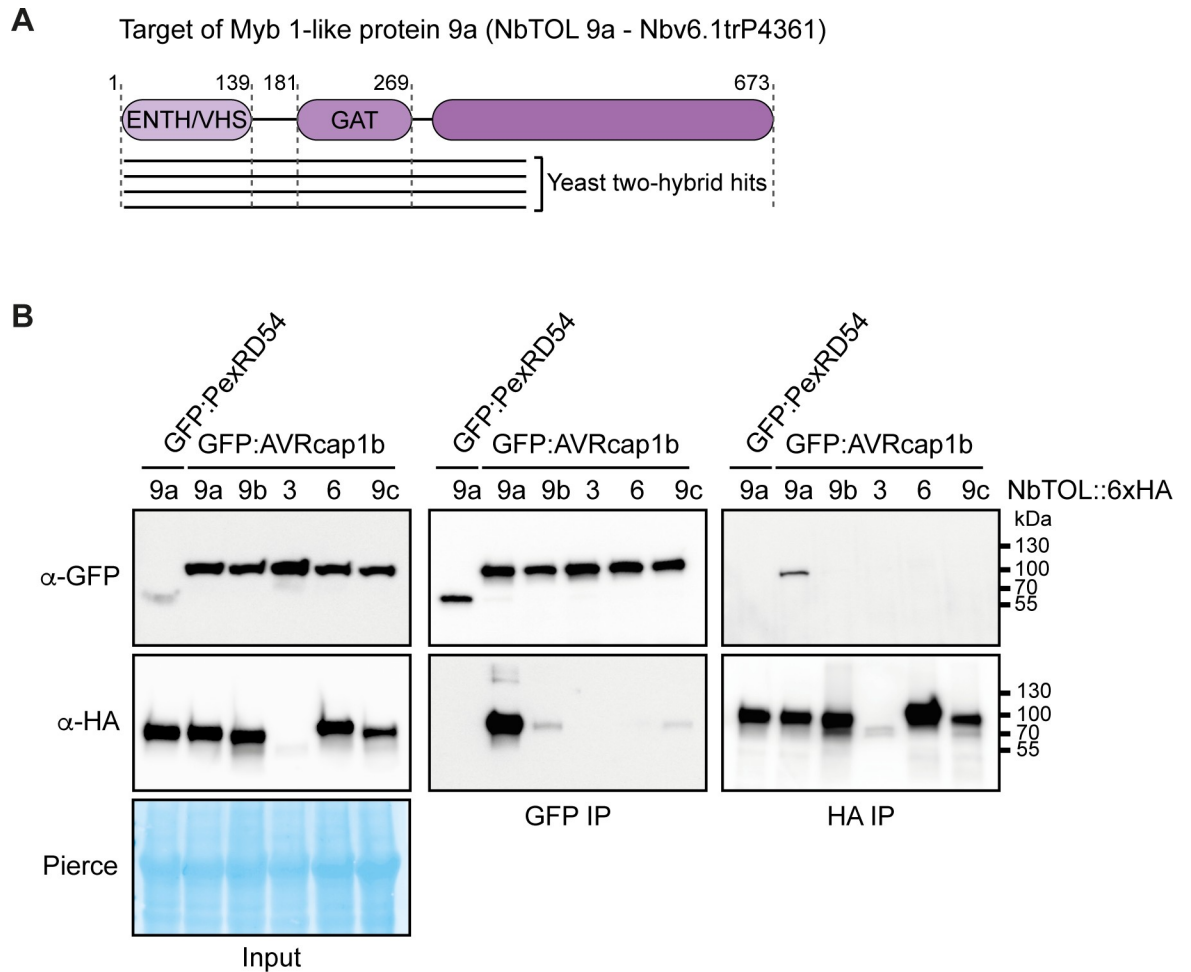 A
Target of Myb 1-like protein 9a (NbTOL 9a - Nbv6.1trP4361)
1 139 181 269 673
ENTH/VHS GAT
Yeast two-hybrid hits
B
GFP:PexRD54 GFP:PexRD54 GFP:PexRD54
GFP:AVRcap1b GFP:AVRcap1b GFP:AVRcap1b
9a 9a 9b 3 6 9c 9a 9a 9b 3 6 9c 9a 9a 9b 3 6 9c NbTOL::6xHA
kDa
α-GFP
130
100
70
55
α-HA
130
100
70
55
GFP IP HA IP
Pierce
Input